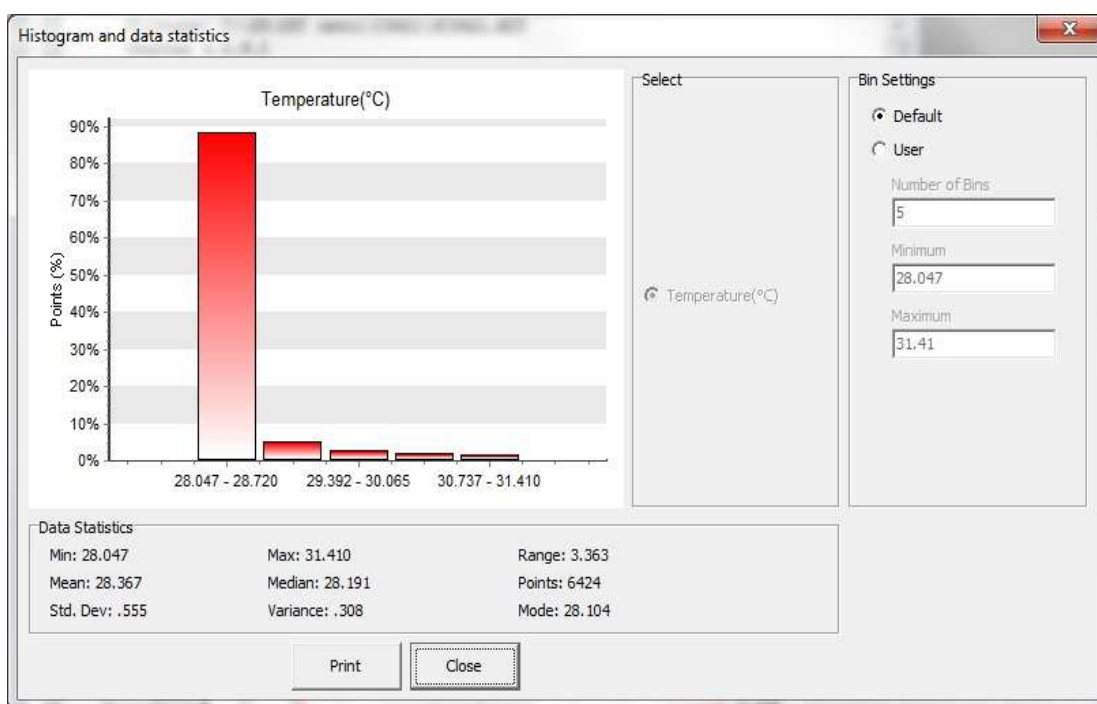 Histogram and data statistics
x
Temperature(°C)
90%
80%
70%
60%
50%
40%
30%
20%
10%
0%
Points (%)
28.047 - 28.720 29.392 - 30.065 30.737 - 31.410
Select
Temperature(°C)
Bin Settings
Default
User
Number of Bins
5
Minimum
28.047
Maximum
31.41
Data Statistics
Min: 28.047 Max: 31.410 Range: 3.363
Mean: 28.367 Median: 28.191 Points: 6424
Std. Dev: .555 Variance: .308 Mode: 28.104
Print Close